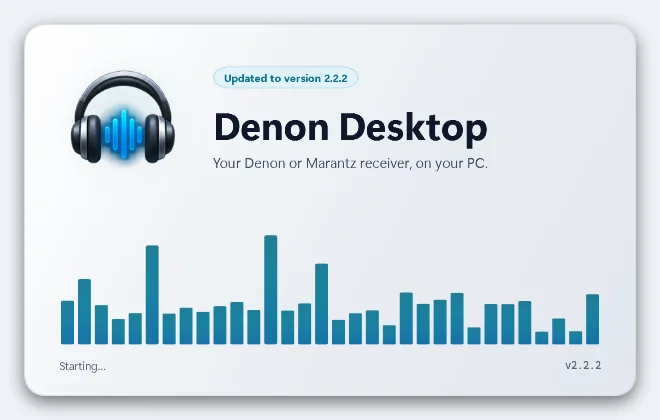 Updated to version 2.2.2
Denon Desktop
Your Denon or Marantz receiver, on your PC.
Starting...
v2.2.2